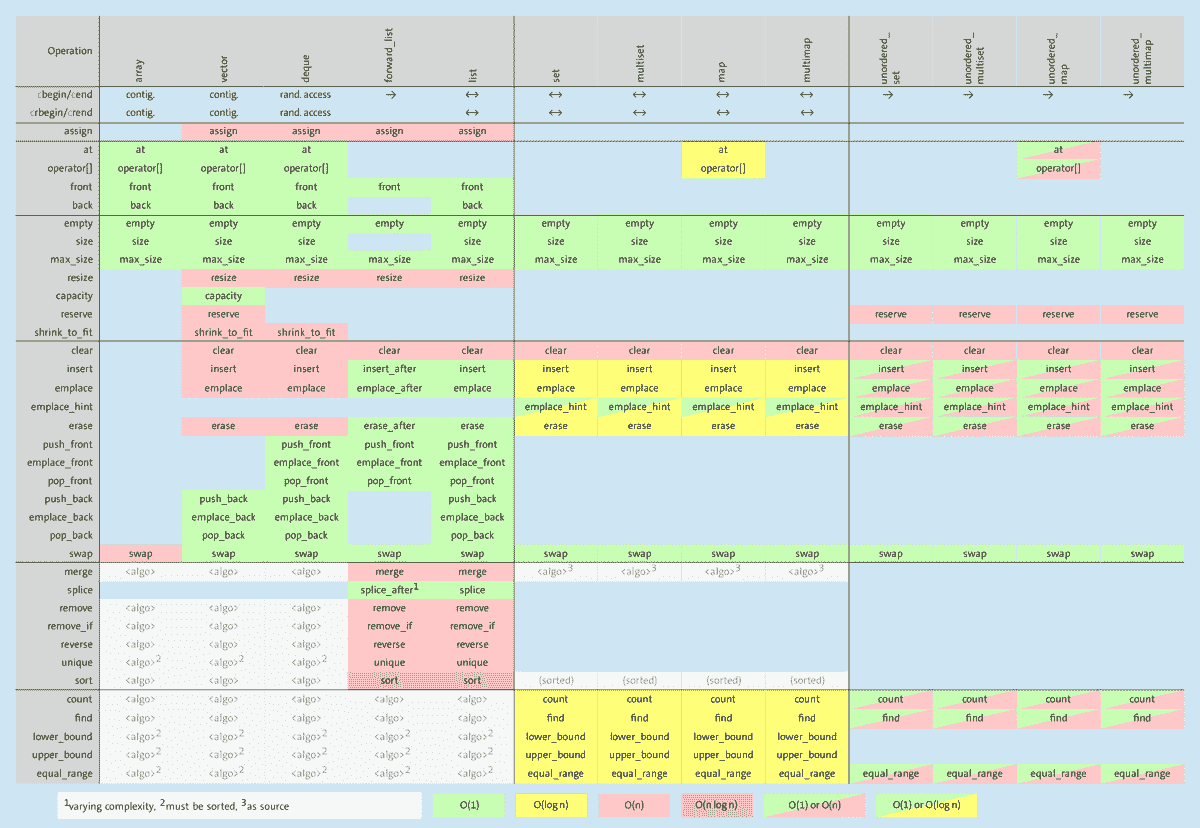 Operation array vector deque forward_list list set multiset map multimap unordered_set unordered_multiset unordered_map unordered_multimap
cbegin/cend contig. contig. rand. access → ↔ ↔ ↔ ↔ ↔ → → → →
crbegin/crend contig. contig. rand. access ↔ ↔ ↔ ↔ ↔
assign assign assign assign assign
at at at at at at
operator[] operator[] operator[] operator[] operator[] operator[]
front front front front front front
back back back back back
empty empty empty empty empty empty empty empty empty empty empty empty empty empty
size size size size size size size size size size size size size
max_size max_size max_size max_size max_size max_size max_size max_size max_size max_size max_size max_size max_size max_size
resize resize resize resize resize
capacity capacity
reserve reserve reserve reserve reserve reserve
shrink_to_fit shrink_to_fit shrink_to_fit
clear clear clear clear clear clear clear clear clear clear clear clear clear
insert insert insert insert_after insert insert insert insert insert insert insert insert insert
emplace emplace emplace emplace_after emplace emplace emplace emplace emplace emplace emplace emplace emplace
emplace_hint emplace_hint emplace_hint emplace_hint emplace_hint emplace_hint emplace_hint emplace_hint emplace_hint
erase erase erase erase_after erase erase erase erase erase erase erase erase erase
push_front push_front push_front push_front
emplace_front emplace_front emplace_front emplace_front
pop_front pop_front pop_front pop_front
push_back push_back push_back push_back
emplace_back emplace_back emplace_back emplace_back
pop_back pop_back pop_back pop_back
swap swap swap swap swap swap swap swap swap swap swap swap swap swap
merge <algo> <algo> <algo> merge merge <algo>3 <algo>3 <algo>3 <algo>3
splice splice_after1 splice
remove <algo> <algo> <algo> remove remove
remove_if <algo> <algo> <algo> remove_if remove_if
reverse <algo> <algo> <algo> reverse reverse
unique <algo>2 <algo>2 <algo>2 unique unique
sort <algo> <algo> <algo> sort sort (sorted) (sorted) (sorted) (sorted)
count <algo> <algo> <algo> <algo> <algo> count count count count count count count count
find <algo> <algo> <algo> <algo> <algo> find find find find find find find find
lower_bound <algo>2 <algo>2 <algo>2 <algo>2 <algo>2 lower_bound lower_bound lower_bound lower_bound
upper_bound <algo>2 <algo>2 <algo>2 <algo>2 <algo>2 upper_bound upper_bound upper_bound upper_bound
equal_range <algo>2 <algo>2 <algo>2 <algo>2 <algo>2 equal_range equal_range equal_range equal_range equal_range equal_range equal_range equal_range
1varying complexity, 2must be sorted, 3as source O(1) O(log n) O(n) O(n log n) O(1) or O(n) O(1) or O(log n)